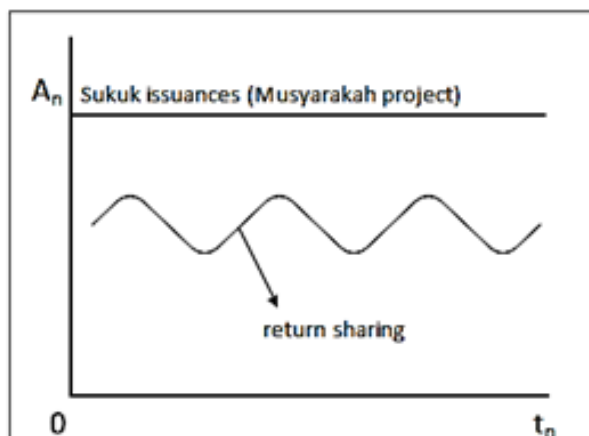 Aₙ Sukuk issuances (Musyarakah project)
return sharing
0 tₙ